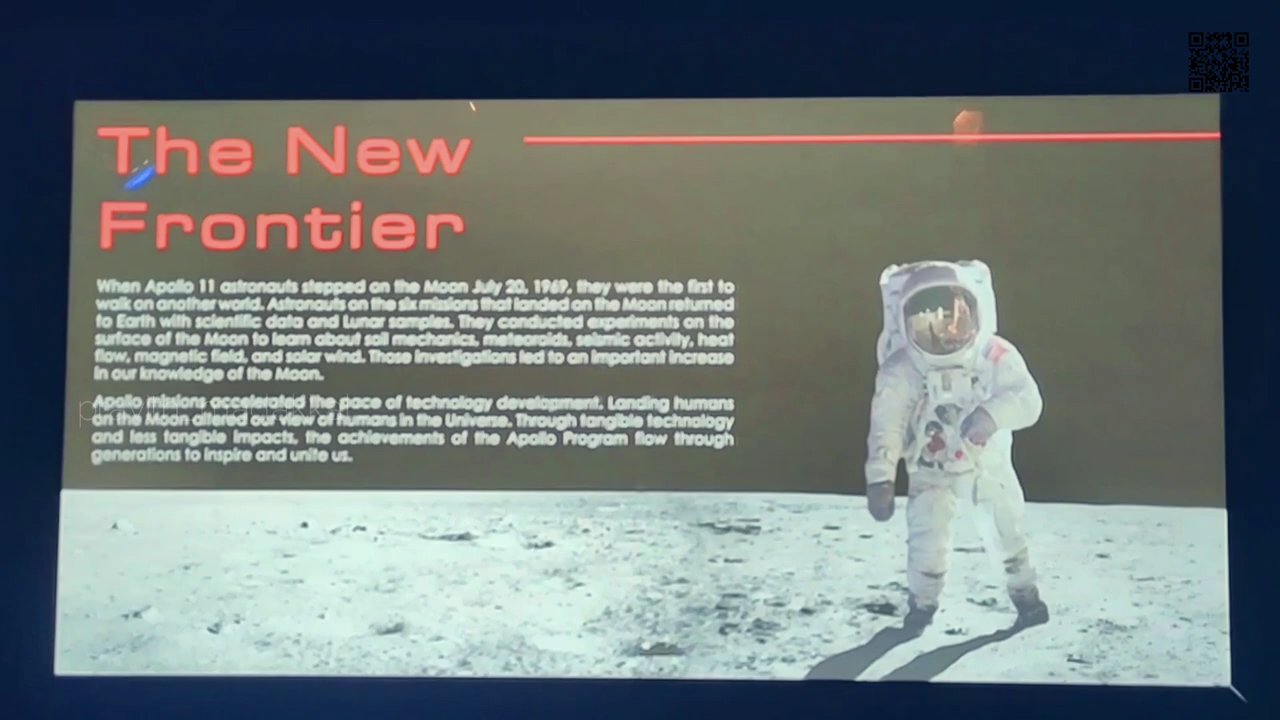 The New
Frontier
When Apollo 11 astronauts stepped on the Moon July 20, 1969, they were the first to
walk on another world. Astronauts on the six missions that landed on the Moon returned
to Earth with scientific data and Lunar samples. They conducted experiments on the
surface of the Moon to learn about soil mechanics, meteoroids, seismic activity, heat
flow, magnetic field, and solar wind. Those investigations led to an important increase
in our knowledge of the Moon.
Apollo missions accelerated the pace of technology development. Landing humans
on the Moon altered our view of humans in the Universe. Through tangible technology
and less tangible impacts, the achievements of the Apollo Program flow through
generations to inspire and unite us.